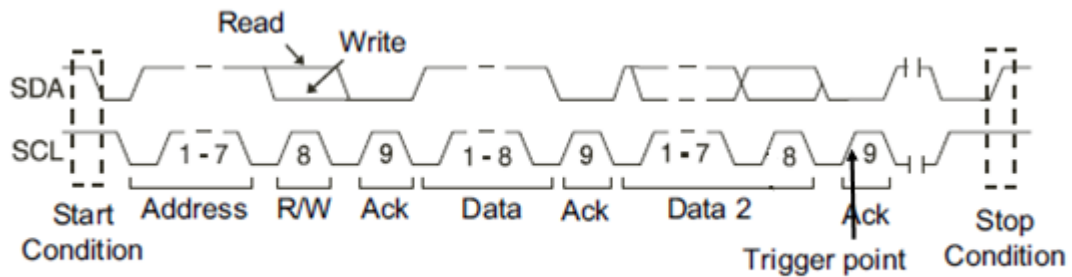 Read
Write
SDA
SCL
1 - 7
8
9
1 - 8
9
1 - 7
8
9
Start
Condition
Address
R/W
Ack
Data
Ack
Data 2
Ack
Trigger point
Stop
Condition